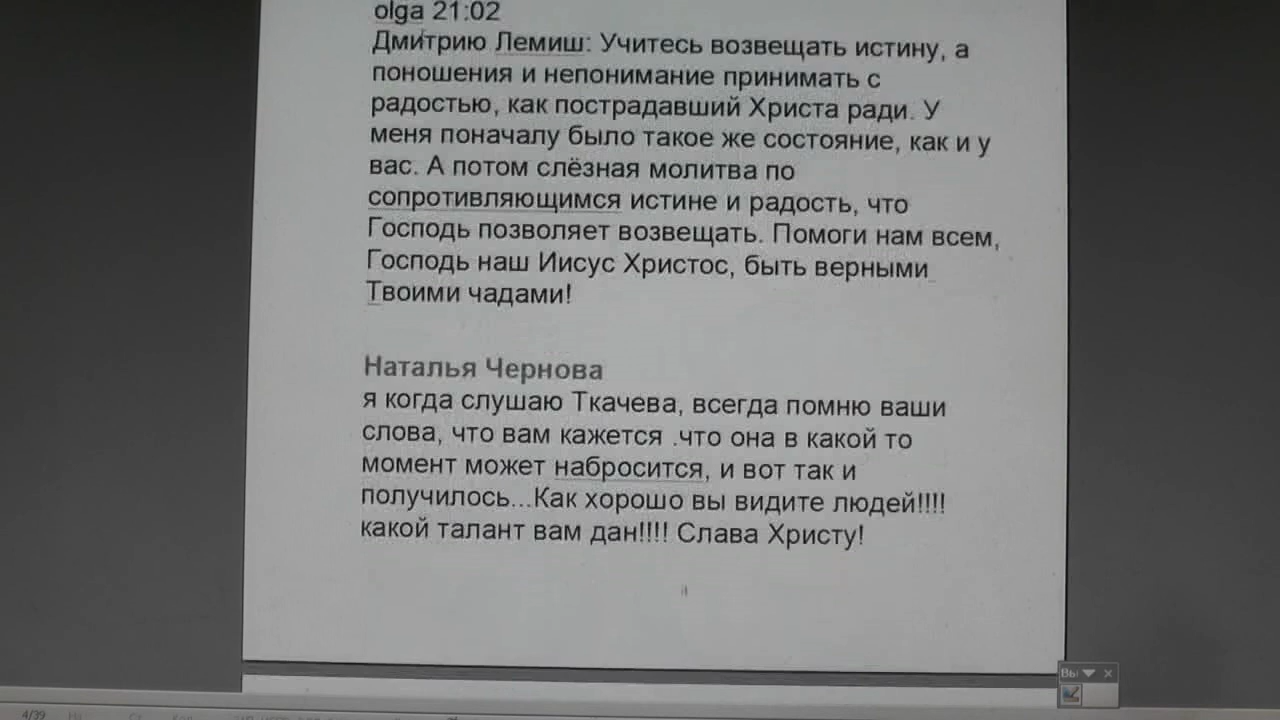 olga 21:02
Дмитрию Лемиш: Учитесь возвещать истину, а
поношения и непонимание принимать с
радостью, как пострадавший Христа ради. У
меня поначалу было такое же состояние, как и у
вас. А потом слёзная молитва по
сопротивляющимся истине и радость, что
Господь позволяет возвещать. Помоги нам всем,
Господь наш Иисус Христос, быть верными
Твоими чадами!
Наталья Чернова
я когда слушаю Ткачева, всегда помню ваши
слова, что вам кажется .что она в какой то
момент может набросится, и вот так и
получилось...Как хорошо вы видите людей!!!!
какой талант вам дан!!!! Слава Христу!
Вы
4/39